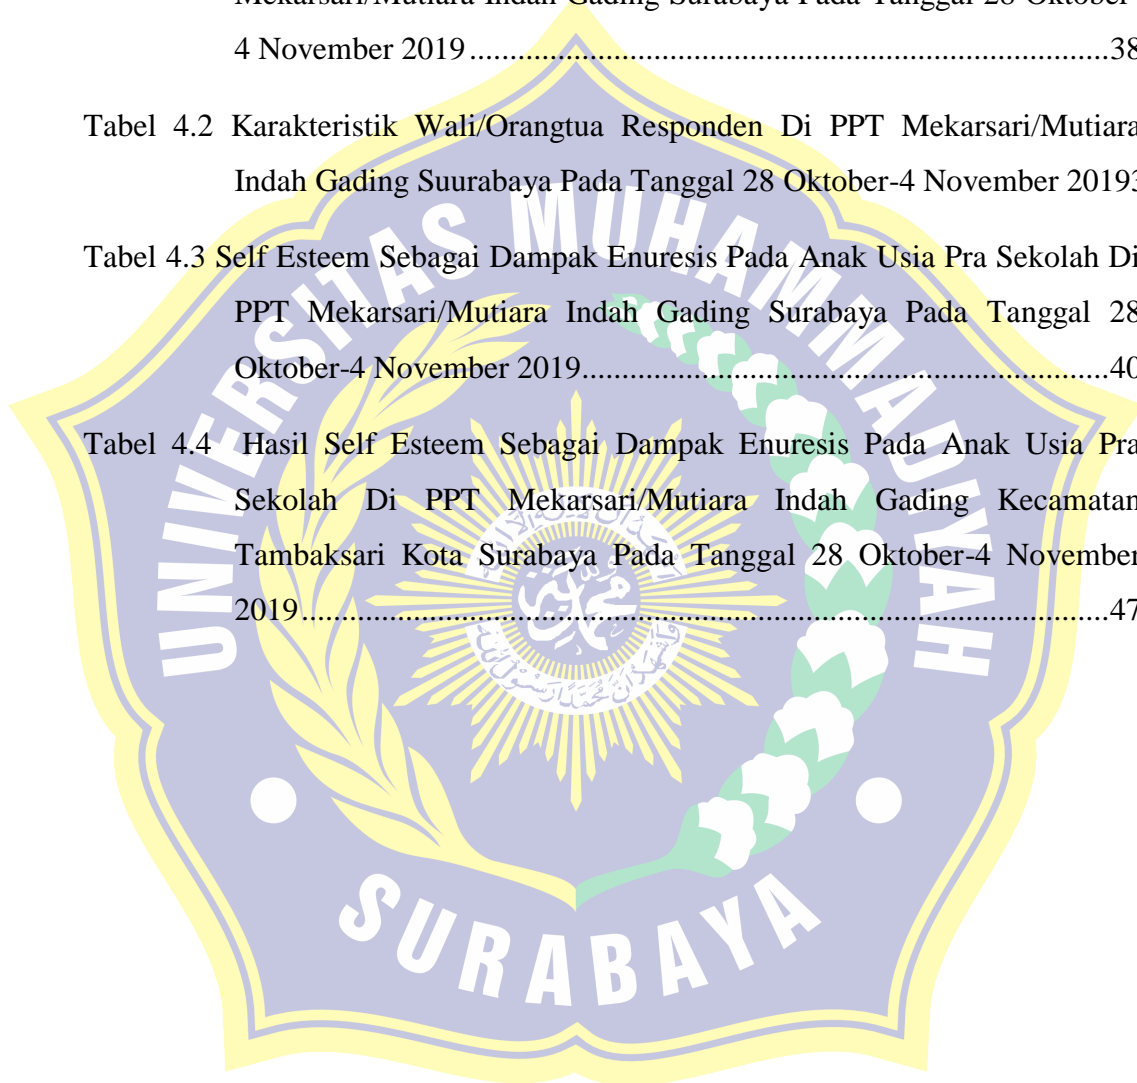 Mekarsari/Mutiara Indah Gading Surabaya Pada Tanggal 28 Oktober-
4 November 2019.................................................................................38
Tabel 4.2 Karakteristik Wali/Orangtua Responden Di PPT Mekarsari/Mutiara
Indah Gading Suurabaya Pada Tanggal 28 Oktober-4 November 20193
Tabel 4.3 Self Esteem Sebagai Dampak Enuresis Pada Anak Usia Pra Sekolah Di
PPT Mekarsari/Mutiara Indah Gading Surabaya Pada Tanggal 28
Oktober-4 November 2019...................................................................40
Tabel 4.4 Hasil Self Esteem Sebagai Dampak Enuresis Pada Anak Usia Pra
Sekolah Di PPT Mekarsari/Mutiara Indah Gading Kecamatan
Tambaksari Kota Surabaya Pada Tanggal 28 Oktober-4 November
2019.......................................................................................................47
UNIVERSITAS MUHAMMADIYAH
SURABAYA